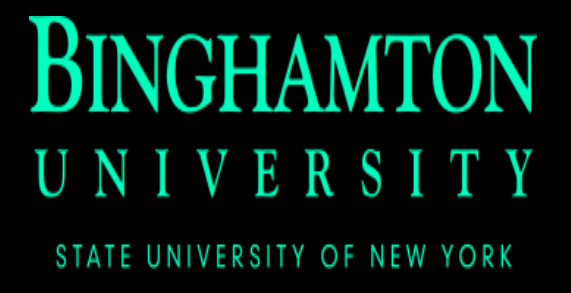 BINGHAMTON
UNIVERSITY
STATE UNIVERSITY OF NEW YORK